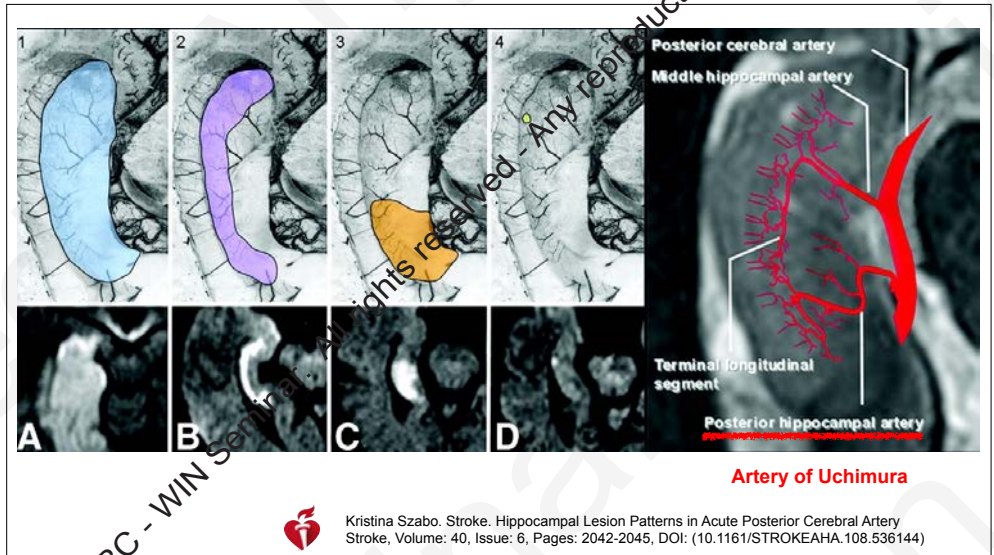 1
2
3
4
Posterior cerebral artery
Middle hippocampal artery
Terminal longitudinal
segment
Posterior hippocampal artery
A
B
C
D
Artery of Uchimura
Kristina Szabo. Stroke. Hippocampal Lesion Patterns in Acute Posterior Cerebral Artery
Stroke, Volume: 40, Issue: 6, Pages: 2042-2045, DOI: (10.1161/STROKEAHA.108.536144)
WIN Seminar - All rights reserved - Any